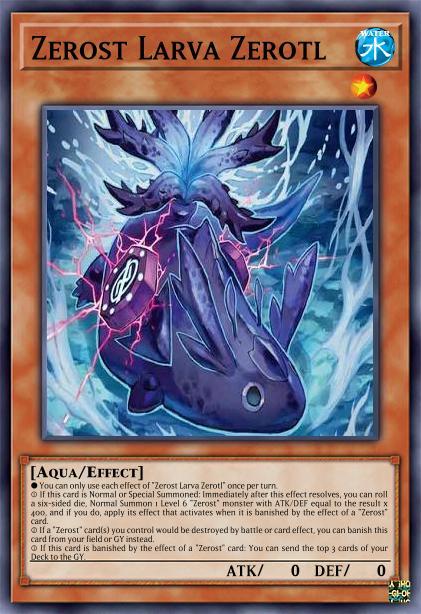 Zerost Larva Zerotl
WATER
水
[Aqua/Effect]
●You can only use each effect of "Zerost Larva Zerotl" once per turn.
① If this card is Normal or Special Summoned: Immediately after this effect resolves, you can roll
a six-sided die, Normal Summon 1 Level 6 "Zerost" monster with ATK/DEF equal to the result x
400, and if you do, apply its effect that activates when it is banished by the effect of a "Zerost"
card.
① If a "Zerost" card(s) you control would be destroyed by battle or card effect, you can banish this
card from your field or GY instead.
① If this card is banished by the effect of a "Zerost" card: You can send the top 3 cards of your
Deck to the GY.
ATK/ 0 DEF/ 0